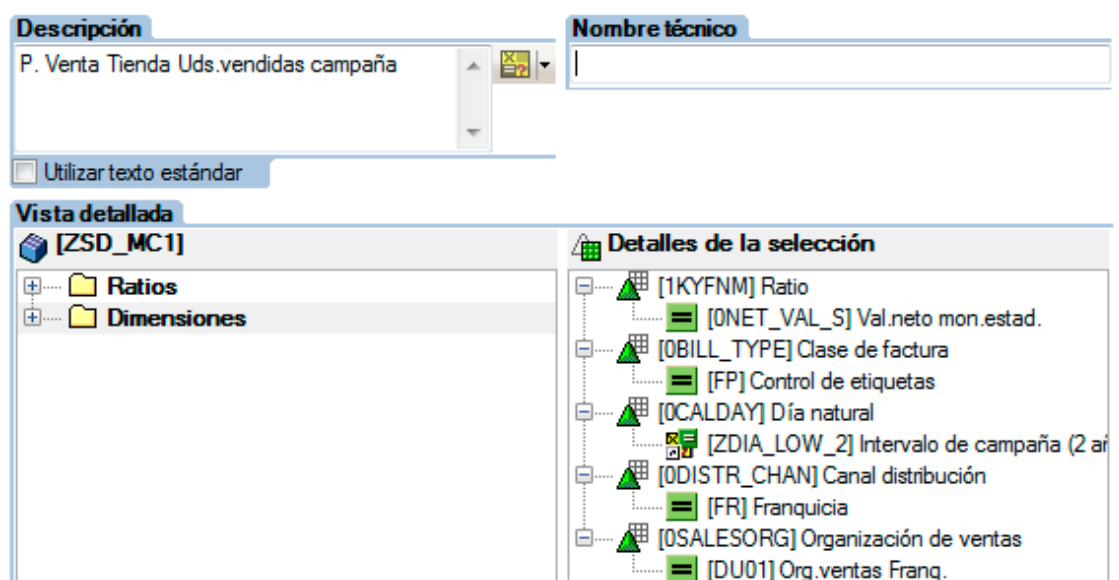 Descripción
Nombre técnico
P. Venta Tienda Uds.vendidas campaña
Utilizar texto estándar
Vista detallada
[ZSD_MC1]
Detalles de la selección
Ratios
Dimensiones
[1KYFNM] Ratio
[0NET_VAL_S] Val.neto mon.estad.
[0BILL_TYPE] Clase de factura
[FP] Control de etiquetas
[0CALDAY] Día natural
[ZDIA_LOW_2] Intervalo de campaña (2 añ
[0DISTR_CHAN] Canal distribución
[FR] Franquicia
[0SALESORG] Organización de ventas
[DU01] Org.ventas Franq.